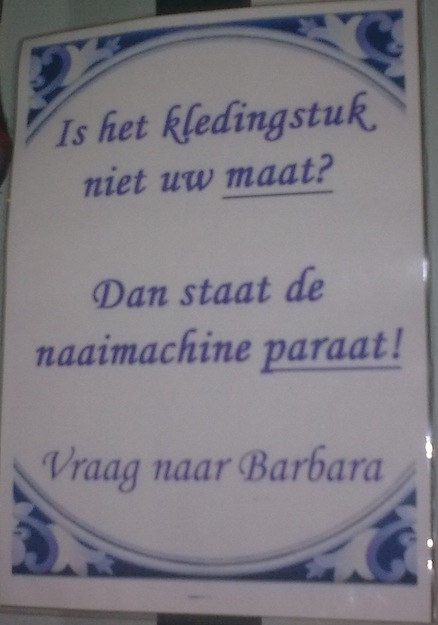 Is het kledingstuk
niet uw maat?
Dan staat de
naaimachine paraat!
Vraag naar Barbara